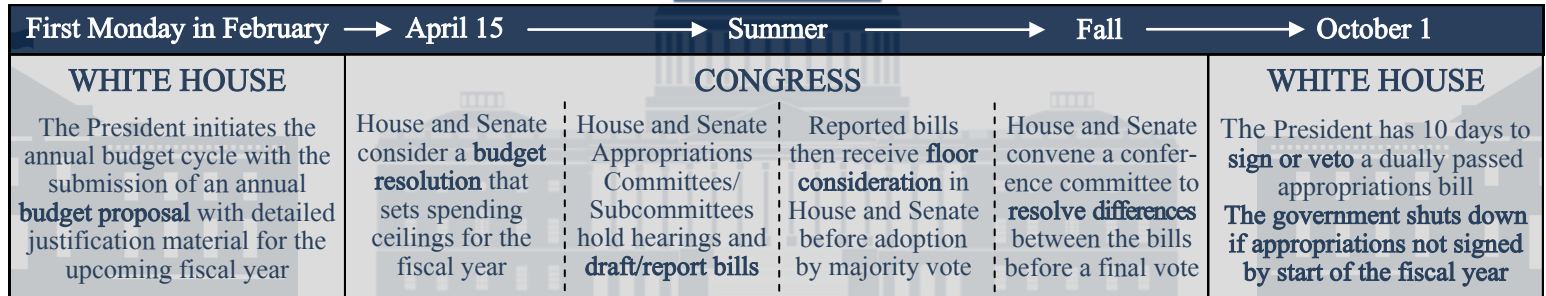 First Monday in February → April 15 → Summer → Fall → October 1
WHITE HOUSE
The President initiates the
annual budget cycle with the
submission of an annual
budget proposal with detailed
justification material for the
upcoming fiscal year
CONGRESS
House and Senate
consider a budget
resolution that
sets spending
ceilings for the
fiscal year
House and Senate
Appropriations
Committees/
Subcommittees
hold hearings and
draft/report bills
Reported bills
then receive floor
consideration in
House and Senate
before adoption
by majority vote
House and Senate
convene a confer-
ence committee to
resolve differences
between the bills
before a final vote
WHITE HOUSE
The President has 10 days to
sign or veto a dually passed
appropriations bill
The government shuts down
if appropriations not signed
by start of the fiscal year